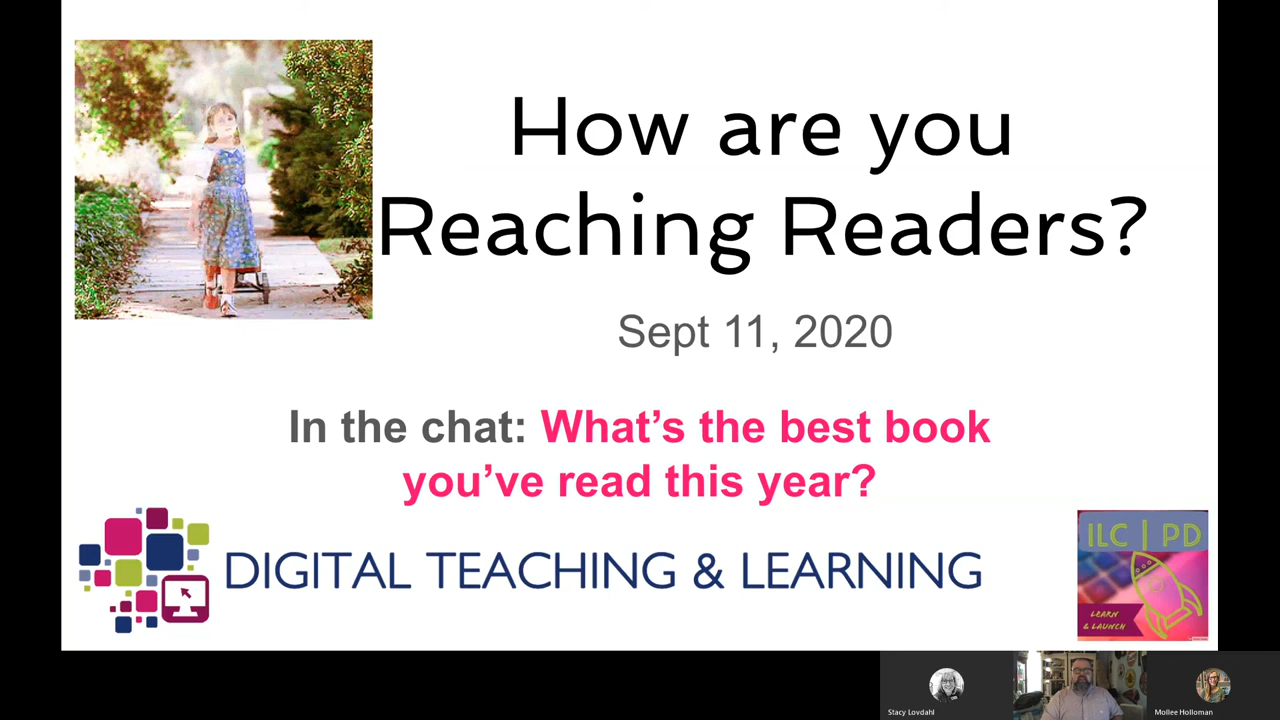 How are you
Reaching Readers?
Sept 11, 2020
In the chat: What's the best book
you've read this year?
DIGITAL TEACHING & LEARNING
ILC | PD
LEARN
& LAUNCH
Stacy Lovdahl
Mollee Holloman